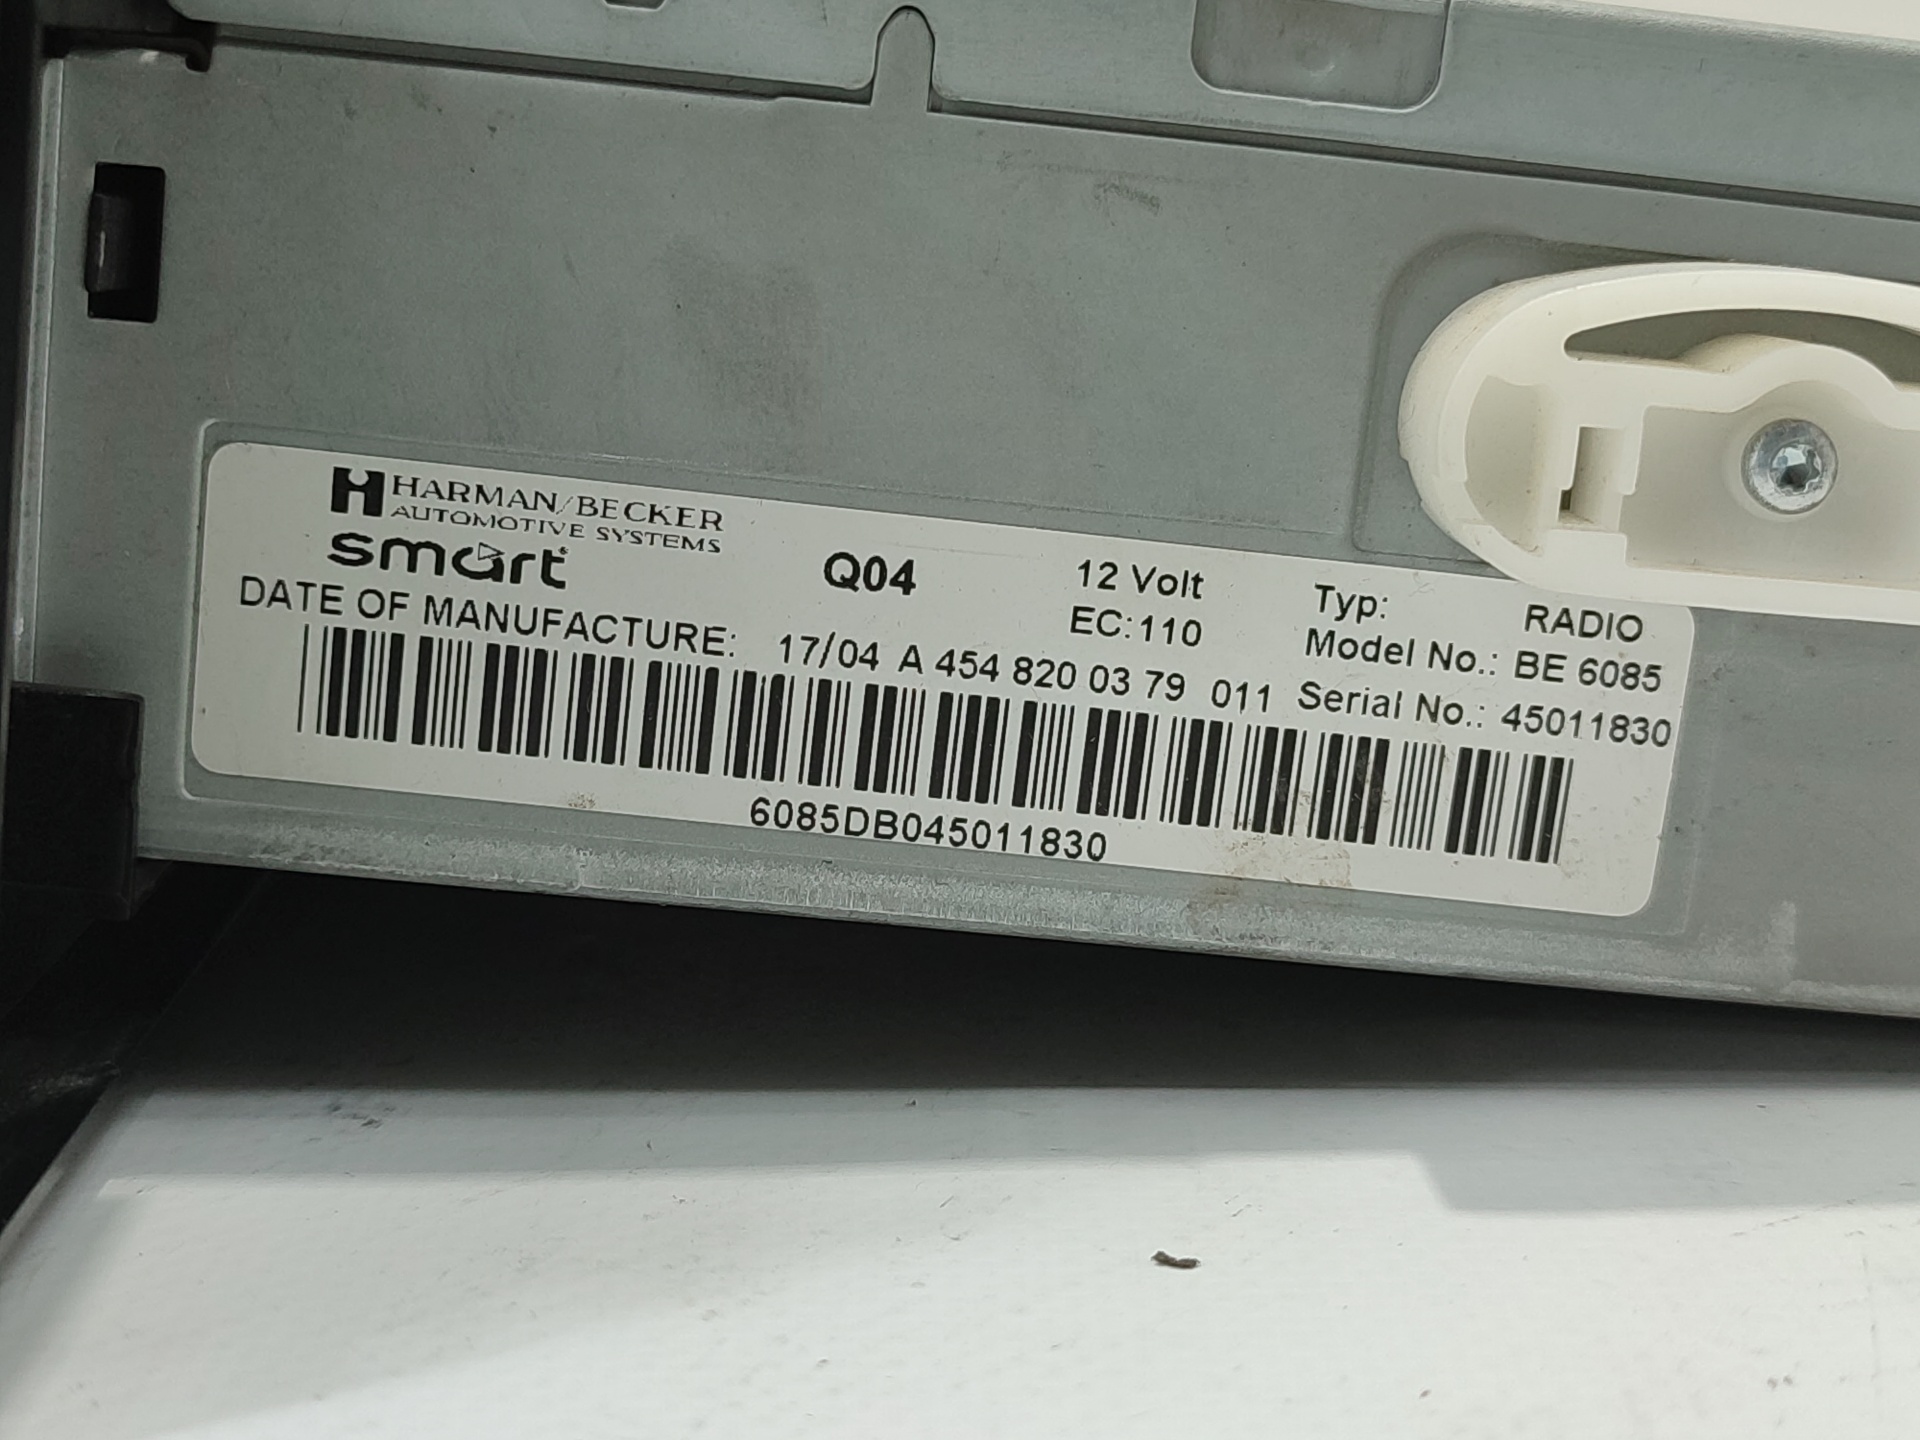 HARMAN/BECKER
AUTOMOTIVE SYSTEMS
smart
Q04
12 Volt
EC:110
Typ: RADIO
Model No.: BE 6085
DATE OF MANUFACTURE: 17/04 A 454 820 03 79 011 Serial No.: 45011830
6085DB045011830